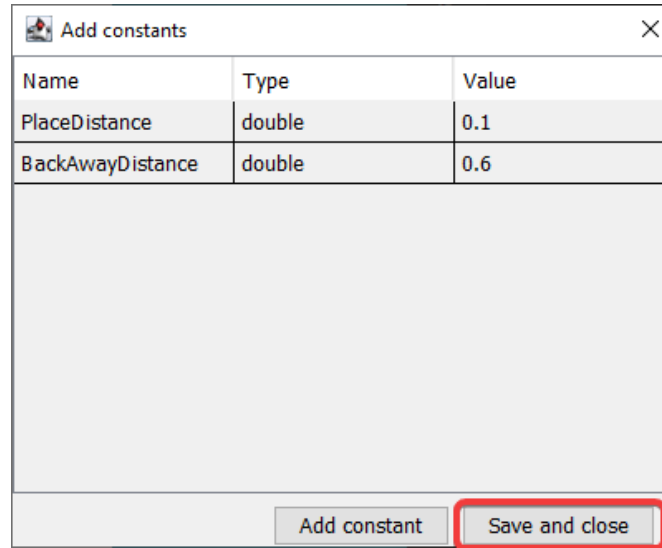 Add constants
Name Type Value
PlaceDistance double 0.1
BackAwayDistance double 0.6
Add constant Save and close